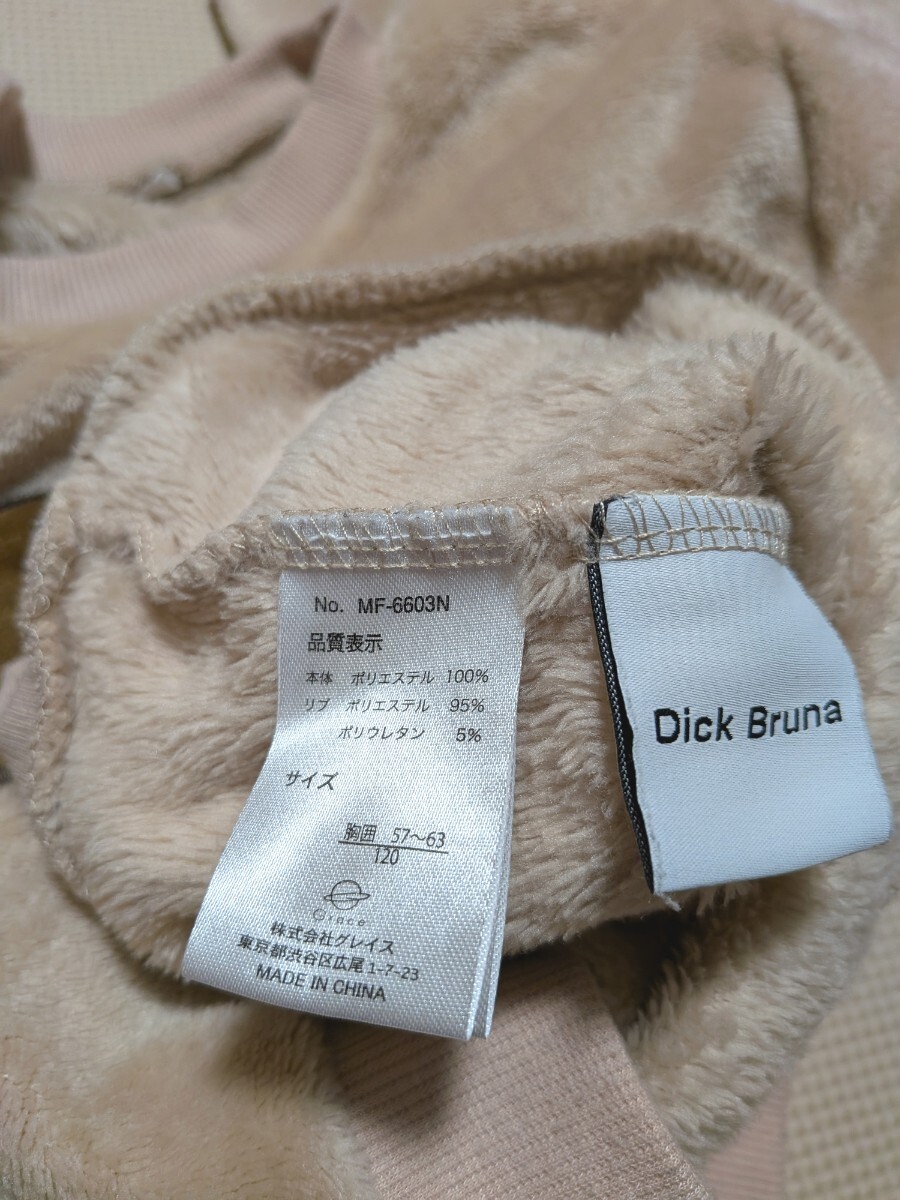 No. MF-6603N
品質表示
本体 ポリエステル 100%
リブ ポリエステル 95%
ポリウレタン 5%
サイズ
胸囲 57～63
120
Grace
株式会社グレイス
東京都渋谷区広尾1-7-23
MADE IN CHINA
Dick Bruna